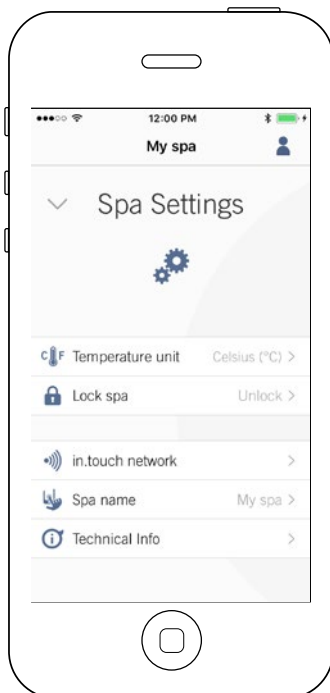 12:00 PM
My spa
Spa Settings
C F Temperature unit Celsius (°C) >
Lock spa Unlock >
in.touch network >
Spa name My spa >
Technical Info >